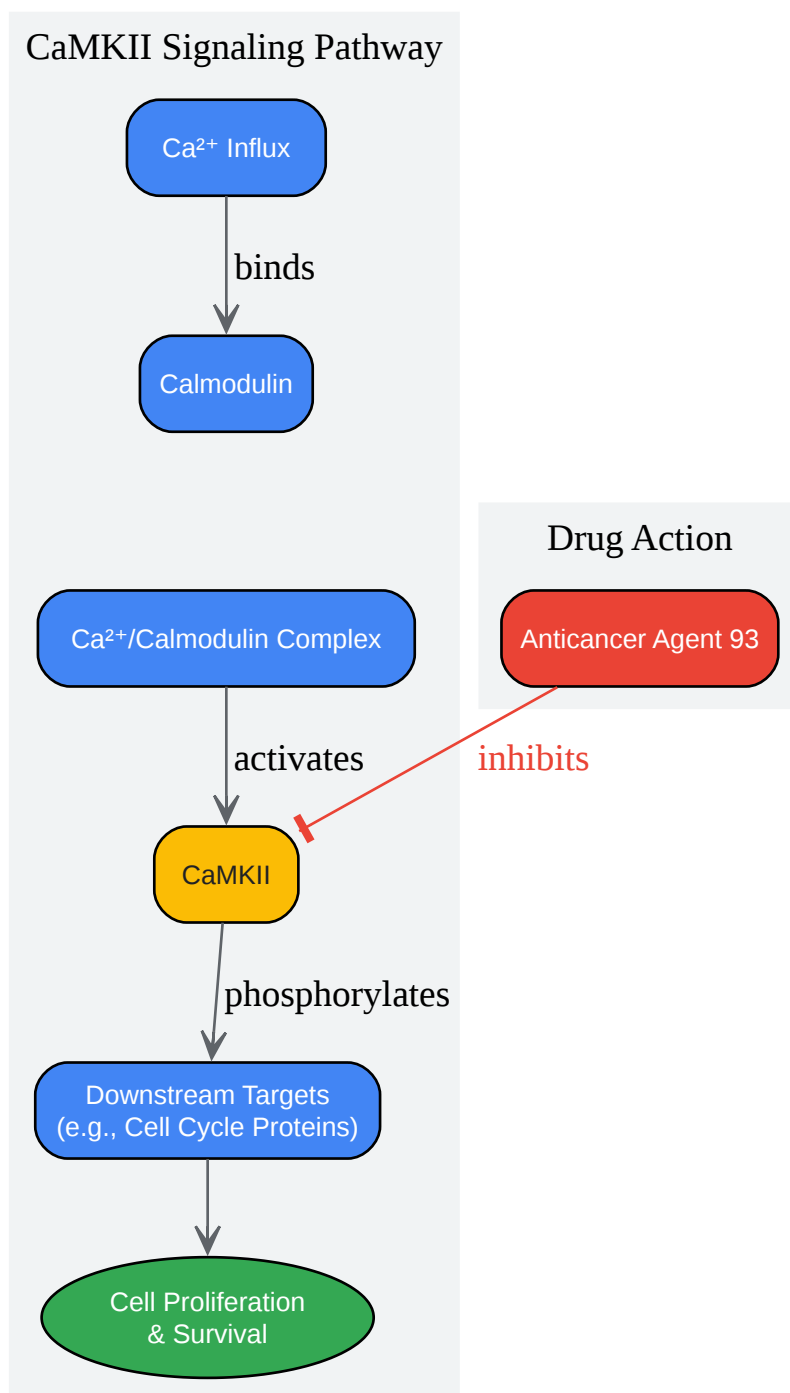 CaMKII Signaling Pathway
Ca²⁺ Influx
binds
Calmodulin
Drug Action
Ca²⁺/Calmodulin Complex
Anticancer Agent 93
activates
inhibits
CaMKII
phosphorylates
Downstream Targets
(e.g., Cell Cycle Proteins)
Cell Proliferation
& Survival